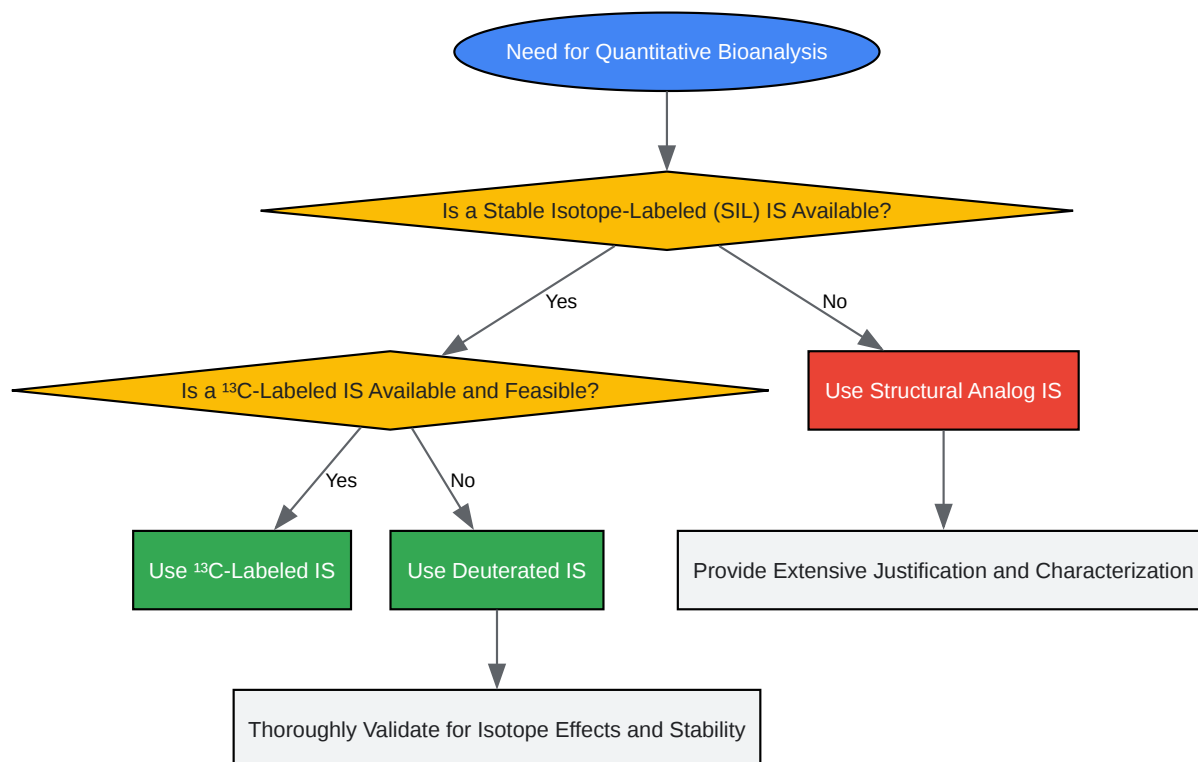 Need for Quantitative Bioanalysis
Is a Stable Isotope-Labeled (SIL) IS Available?
Yes
No
Is a ¹³C-Labeled IS Available and Feasible?
Use Structural Analog IS
Yes
No
Use ¹³C-Labeled IS
Use Deuterated IS
Provide Extensive Justification and Characterization
Thoroughly Validate for Isotope Effects and Stability